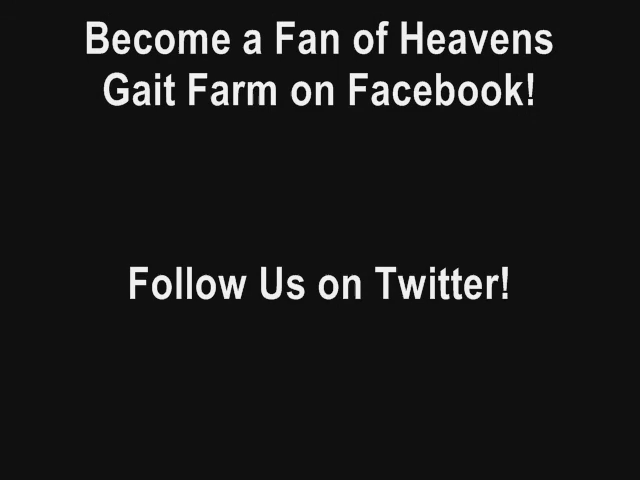 Become a Fan of Heavens
Gait Farm on Facebook!
Follow Us on Twitter!